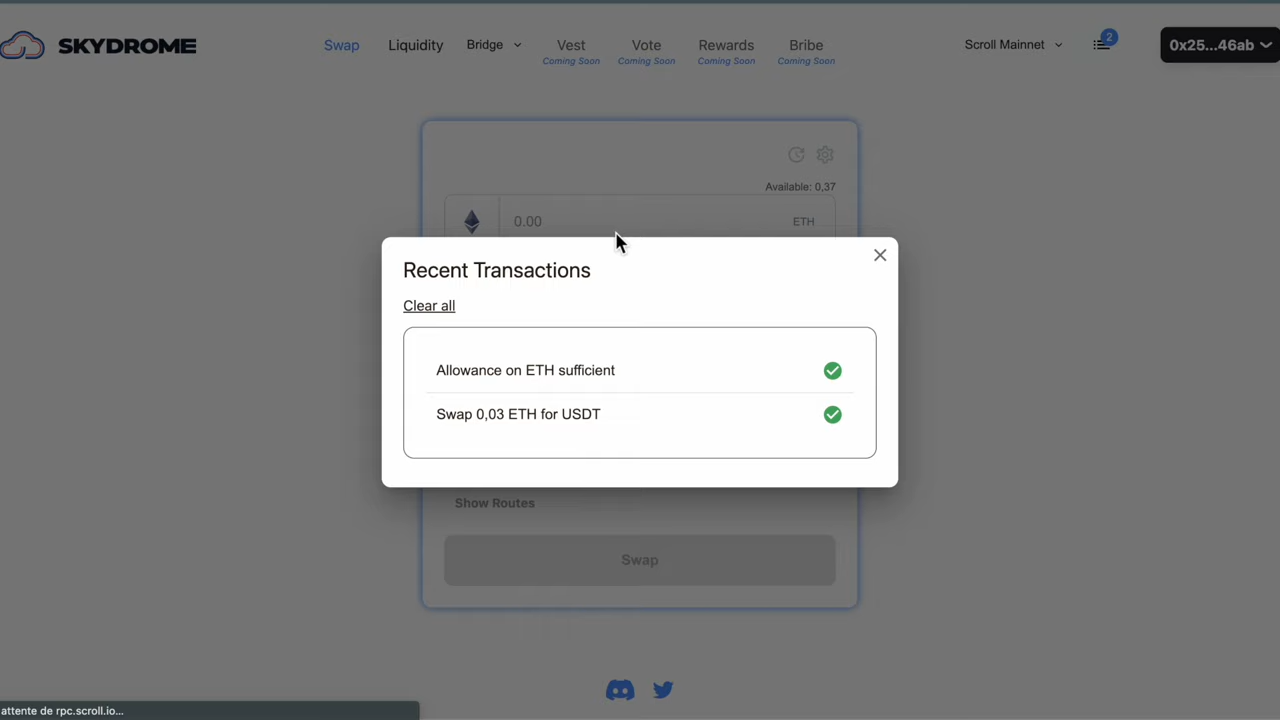 SKYDROME
Swap
Liquidity
Bridge
Vest
Coming Soon
Vote
Coming Soon
Rewards
Coming Soon
Bribe
Coming Soon
Scroll Mainnet
2
0x25...46ab
Available: 0,37
0.00
ETH
Recent Transactions
Clear all
Allowance on ETH sufficient
Swap 0,03 ETH for USDT
Show Routes
Swap
attente de rpc.scroll.io...